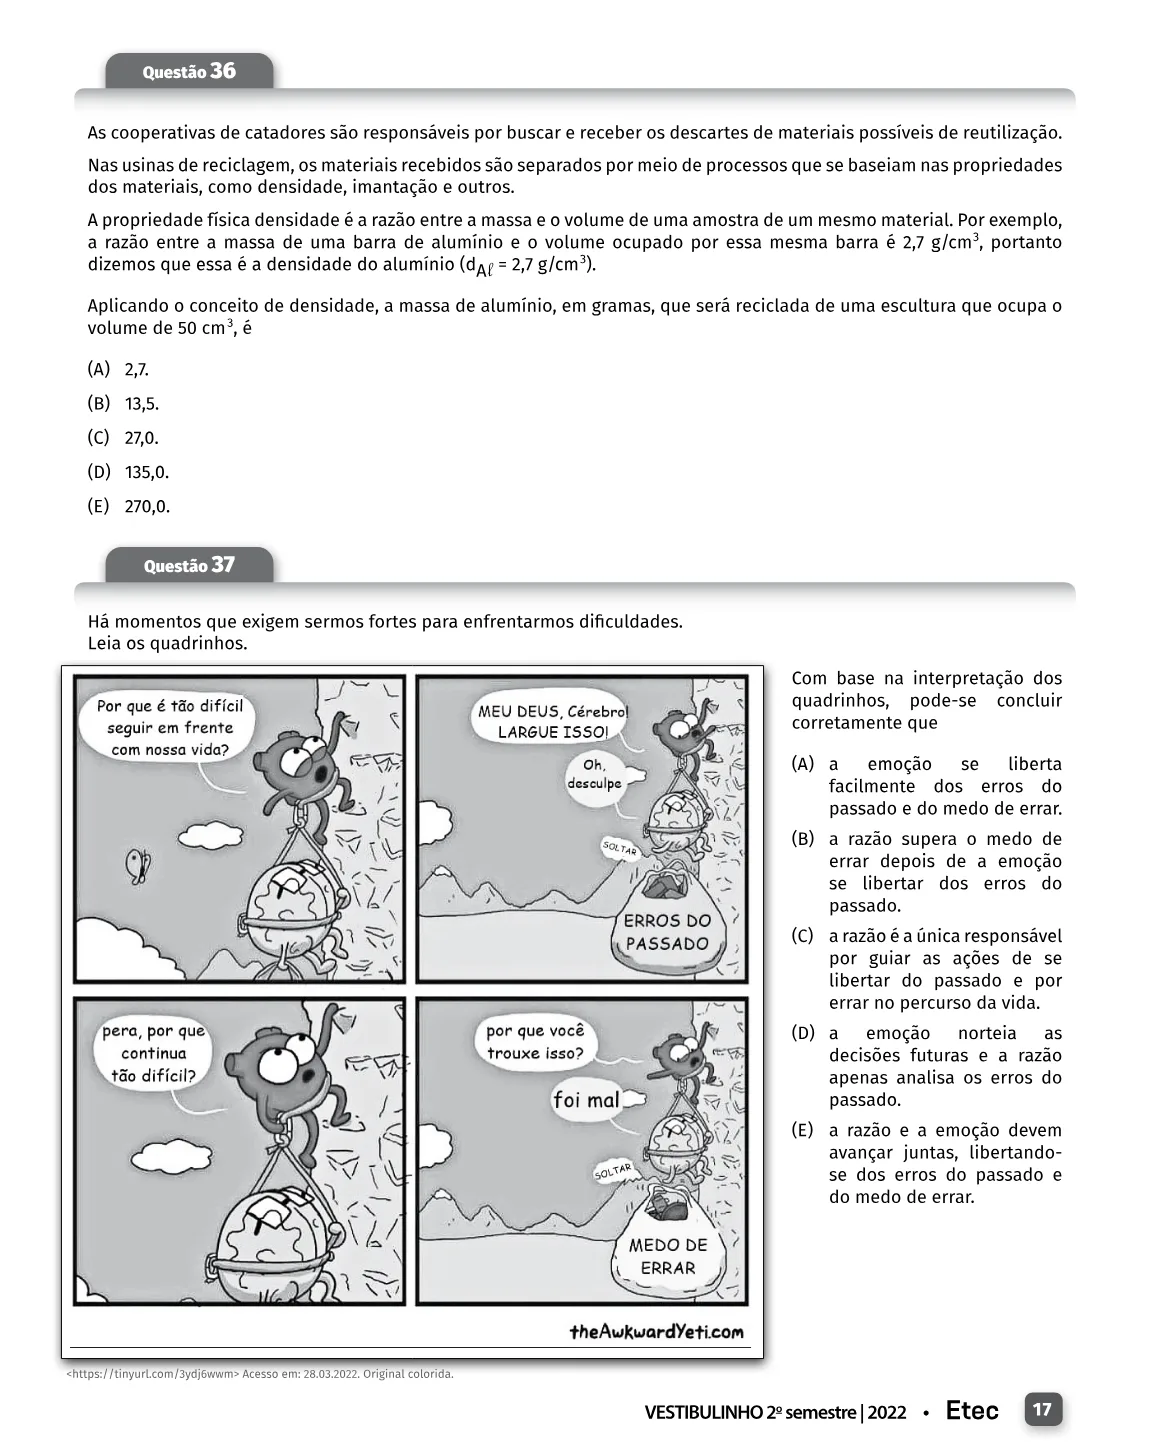 Questão 36
As cooperativas de catadores são responsáveis por buscar e receber os descartes de materiais possíveis de reutilização.
Nas usinas de reciclagem, os materiais recebidos são separados por meio de processos que se baseiam nas propriedades
dos materiais, como densidade, imantação e outros.
A propriedade física densidade é a razão entre a massa e o volume de uma amostra de um mesmo material. Por exemplo,
a razão entre a massa de uma barra de alumínio e o volume ocupado por essa mesma barra é 2,7 g/cm³, portanto
dizemos que essa é a densidade do alumínio (dAℓ = 2,7 g/cm³).
Aplicando o conceito de densidade, a massa de alumínio, em gramas, que será reciclada de uma escultura que ocupa o
volume de 50 cm³, é
(A) 2,7.
(B) 13,5.
(C) 27,0.
(D) 135,0.
(E) 270,0.
Questão 37
Há momentos que exigem sermos fortes para enfrentarmos dificuldades.
Leia os quadrinhos.
Por que é tão difícil
seguir em frente
com nossa vida?
MEU DEUS, Cérebro!
LARGUE ISSO!
Oh,
desculpe
SOLTAR
ERROS DO
PASSADO
pera, por que
continua
tão difícil?
por que você
trouxe isso?
foi mal
SOLTAR
MEDO DE
ERRAR
theAwkwardYeti.com
<https://tinyurl.com/3ydj6wwm> Acesso em: 28.03.2022. Original colorida.
Com base na interpretação dos
quadrinhos, pode-se concluir
corretamente que
(A) a emoção se liberta
facilmente dos erros do
passado e do medo de errar.
(B) a razão supera o medo de
errar depois de a emoção
se libertar dos erros do
passado.
(C) a razão é a única responsável
por guiar as ações de se
libertar do passado e por
errar no percurso da vida.
(D) a emoção norteia as
decisões futuras e a razão
apenas analisa os erros do
passado.
(E) a razão e a emoção devem
avançar juntas, libertando-
se dos erros do passado e
do medo de errar.
VESTIBULINHO 2º semestre | 2022 • Etec 17